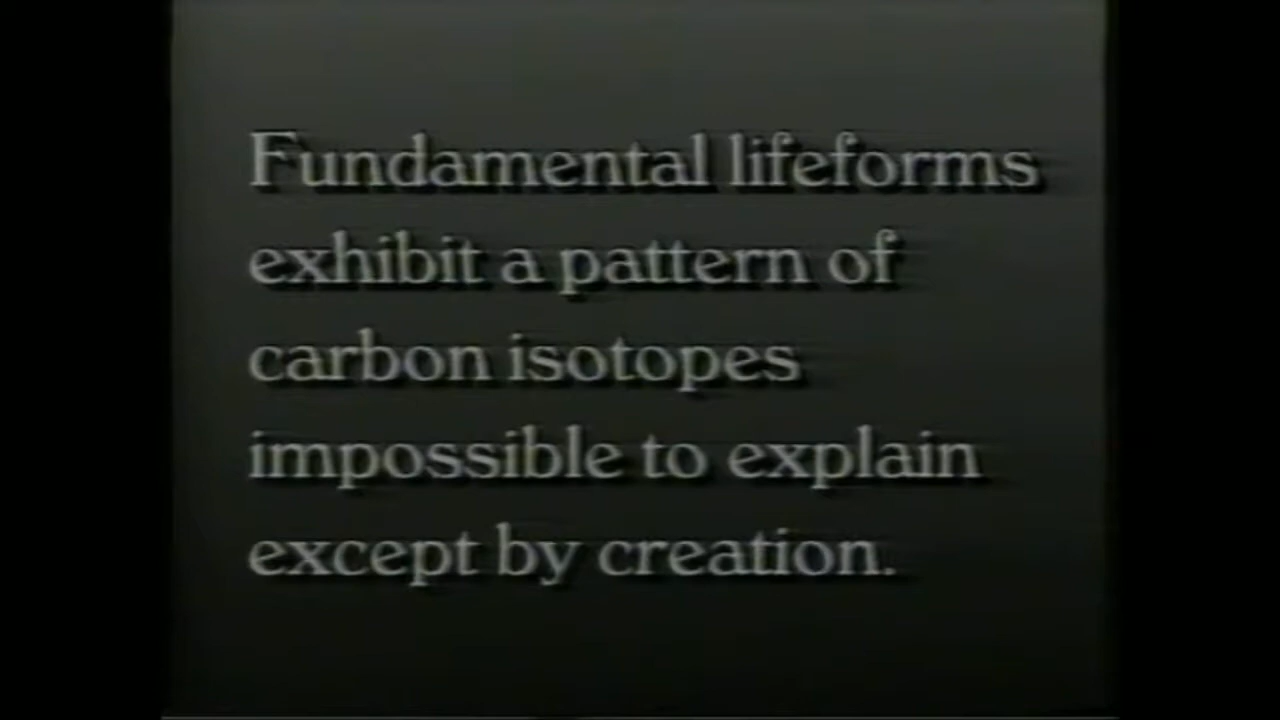 Fundamental lifeforms
exhibit a pattern of
carbon isotopes
impossible to explain
except by creation.